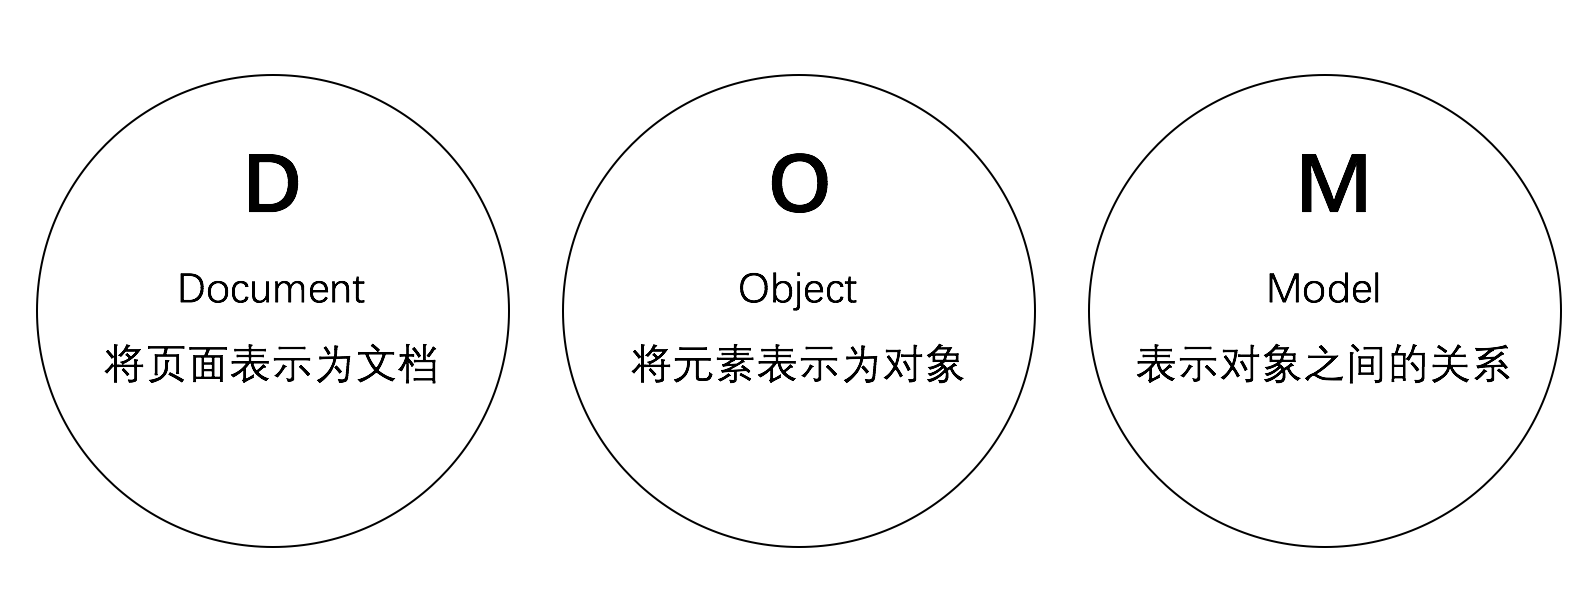 D
Document
将页面表示为文档
O
Object
将元素表示为对象
M
Model
表示对象之间的关系